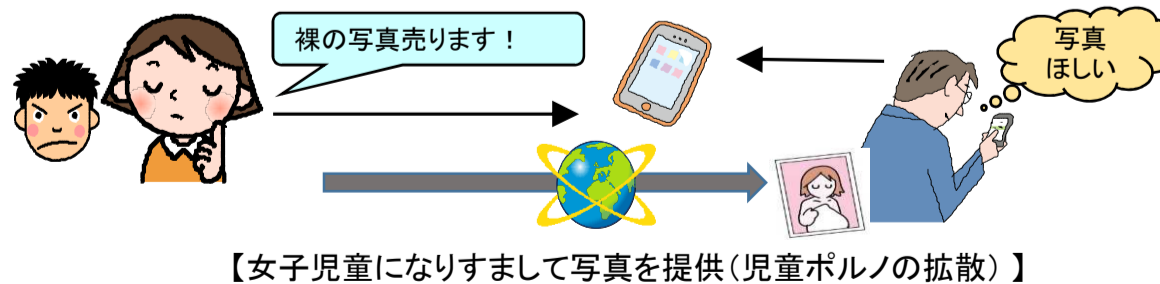 裸の写真売ります！
写真
ほしい
【女子児童になりすまして写真を提供（児童ポルノの拡散）】